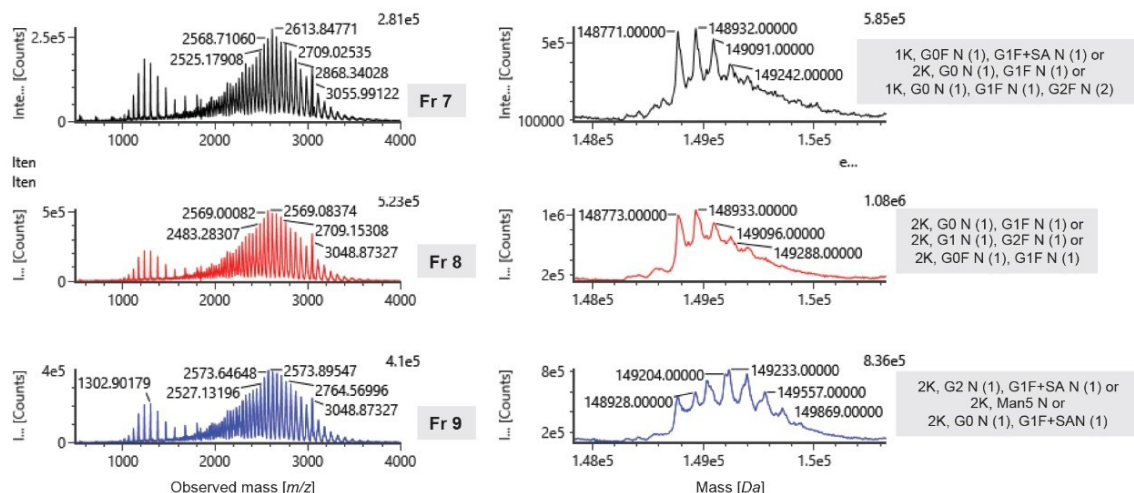 2.81e5
2613.84771
2568.71060
2709.02535
2525.17908
2868.34028
3055.99122
2.5e5
0
Inte... [Counts]
1000
2000
3000
4000
Fr 7
5.85e5
148771.00000
148932.00000
149091.00000
149242.00000
5e5
100000
Inte... [Counts]
1.48e5
1.49e5
1.5e5
1K, G0F N (1), G1F+SA N (1) or
2K, G0 N (1), G1F N (1) or
1K, G0 N (1), G1F N (1), G2F N (2)
Iten
Iten
e...
5.23e5
2569.00082
2569.08374
2483.28307
2709.15308
3048.87327
5e5
0
I... [Counts]
1000
2000
3000
4000
Fr 8
1.08e6
148773.00000
148933.00000
149096.00000
149288.00000
1e6
2e5
I... [Counts]
1.48e5
1.49e5
1.5e5
2K, G0 N (1), G1F N (1) or
2K, G1 N (1), G2F N (1) or
2K, G0F N (1), G1F N (1)
4.1e5
2573.64648
2573.89547
1302.90179
2527.13196
2764.56996
3048.87327
4e5
0
I... [Counts]
1000
2000
3000
4000
Observed mass [m/z]
Fr 9
8.36e5
149204.00000
149233.00000
148928.00000
149557.00000
149869.00000
8e5
2e5
I... [Counts]
1.48e5
1.49e5
1.5e5
Mass [Da]
2K, G2 N (1), G1F+SA N (1) or
2K, Man5 N or
2K, G0 N (1), G1F+SAN (1)